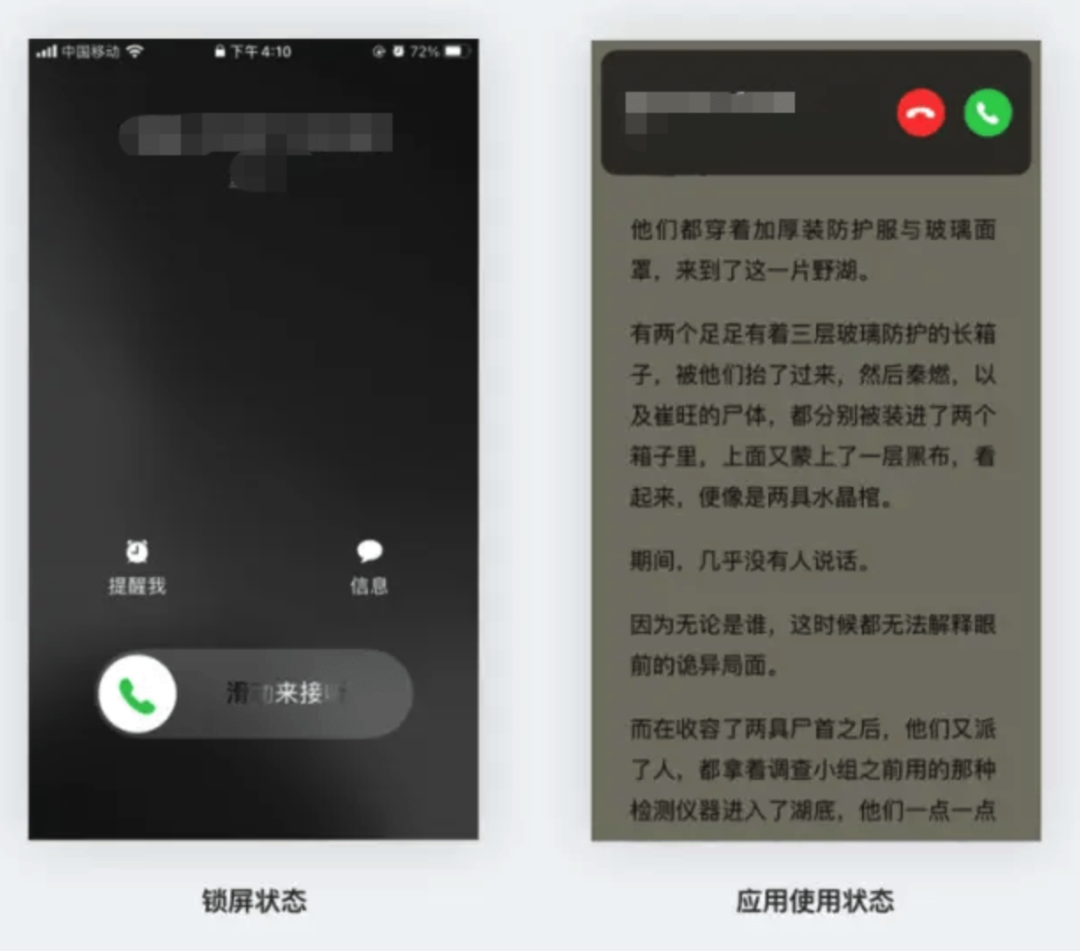 中国移动
下午4:10
72%
提醒我
信息
滑动来接听
锁屏状态
他们都穿着加厚装防护服与玻璃面
罩，来到了这一片野湖。
有两个足足有着三层玻璃防护的长箱
子，被他们抬了过来，然后秦燃，以
及崔旺的尸体，都分别被装进了两个
箱子里，上面又蒙上了一层黑布，看
起来，便像是两具水晶棺。
期间，几乎没有人说话。
因为无论是谁，这时候都无法解释眼
前的诡异局面。
而在收容了两具尸首之后，他们又派
了人，都拿着调查小组之前用的那种
检测仪器进入了湖底，他们一点一点
应用使用状态